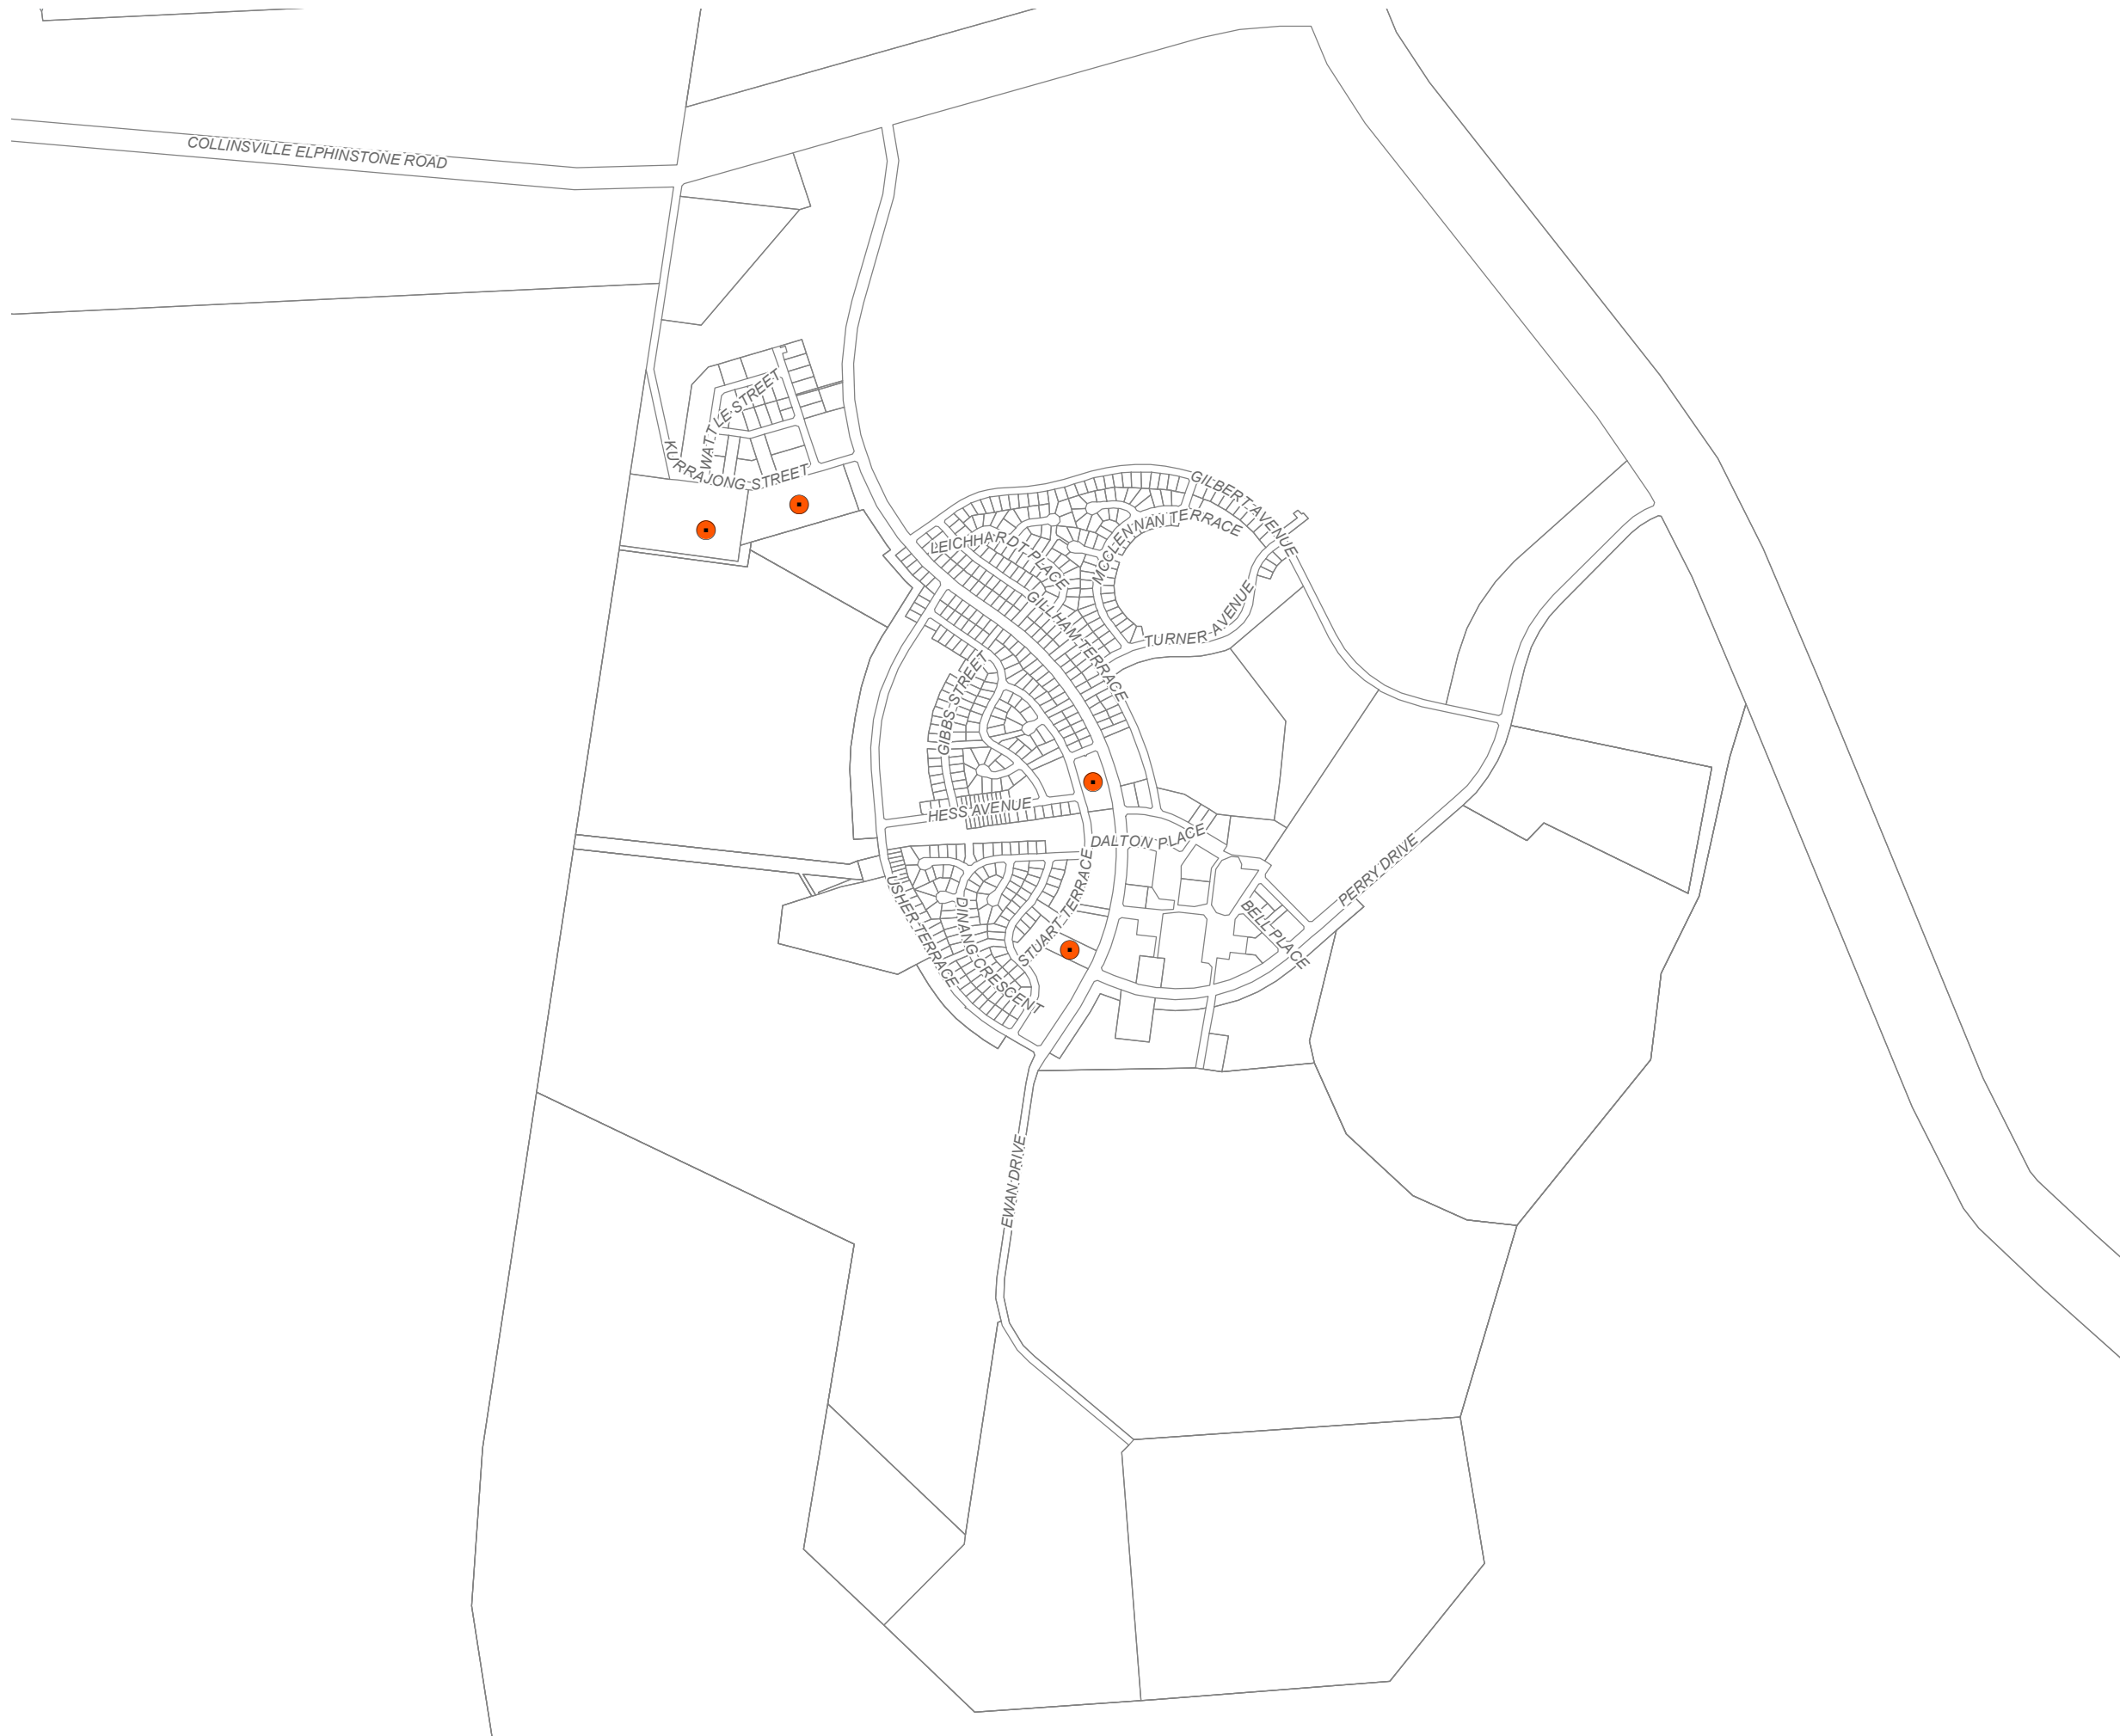 COLLINSVILLE ELPHINSTONE ROAD
WATTLE STREET
KURRAJONG STREET
GILBERT AVENUE
MCCLENNAN TERRACE
LEICHHARDT PLACE
GILLHAM TERRACE
TURNER AVENUE
GIBBS STREET
HESS AVENUE
DALTON PLACE
PERRY DRIVE
USHER TERRACE
DINANG CRESCENT
STUART TERRACE
BELL PLACE
EWAN DRIVE